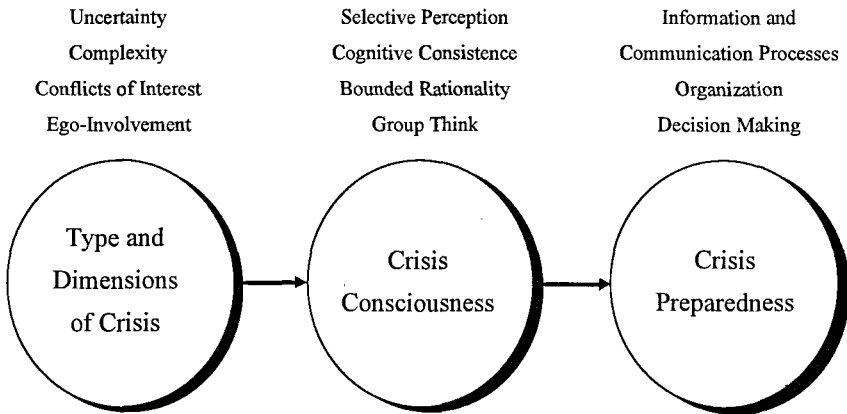 Uncertainty
Complexity
Conflicts of Interest
Ego-Involvement
Selective Perception
Cognitive Consistence
Bounded Rationality
Group Think
Information and
Communication Processes
Organization
Decision Making
Type and
Dimensions
of Crisis
Crisis
Consciousness
Crisis
Preparedness